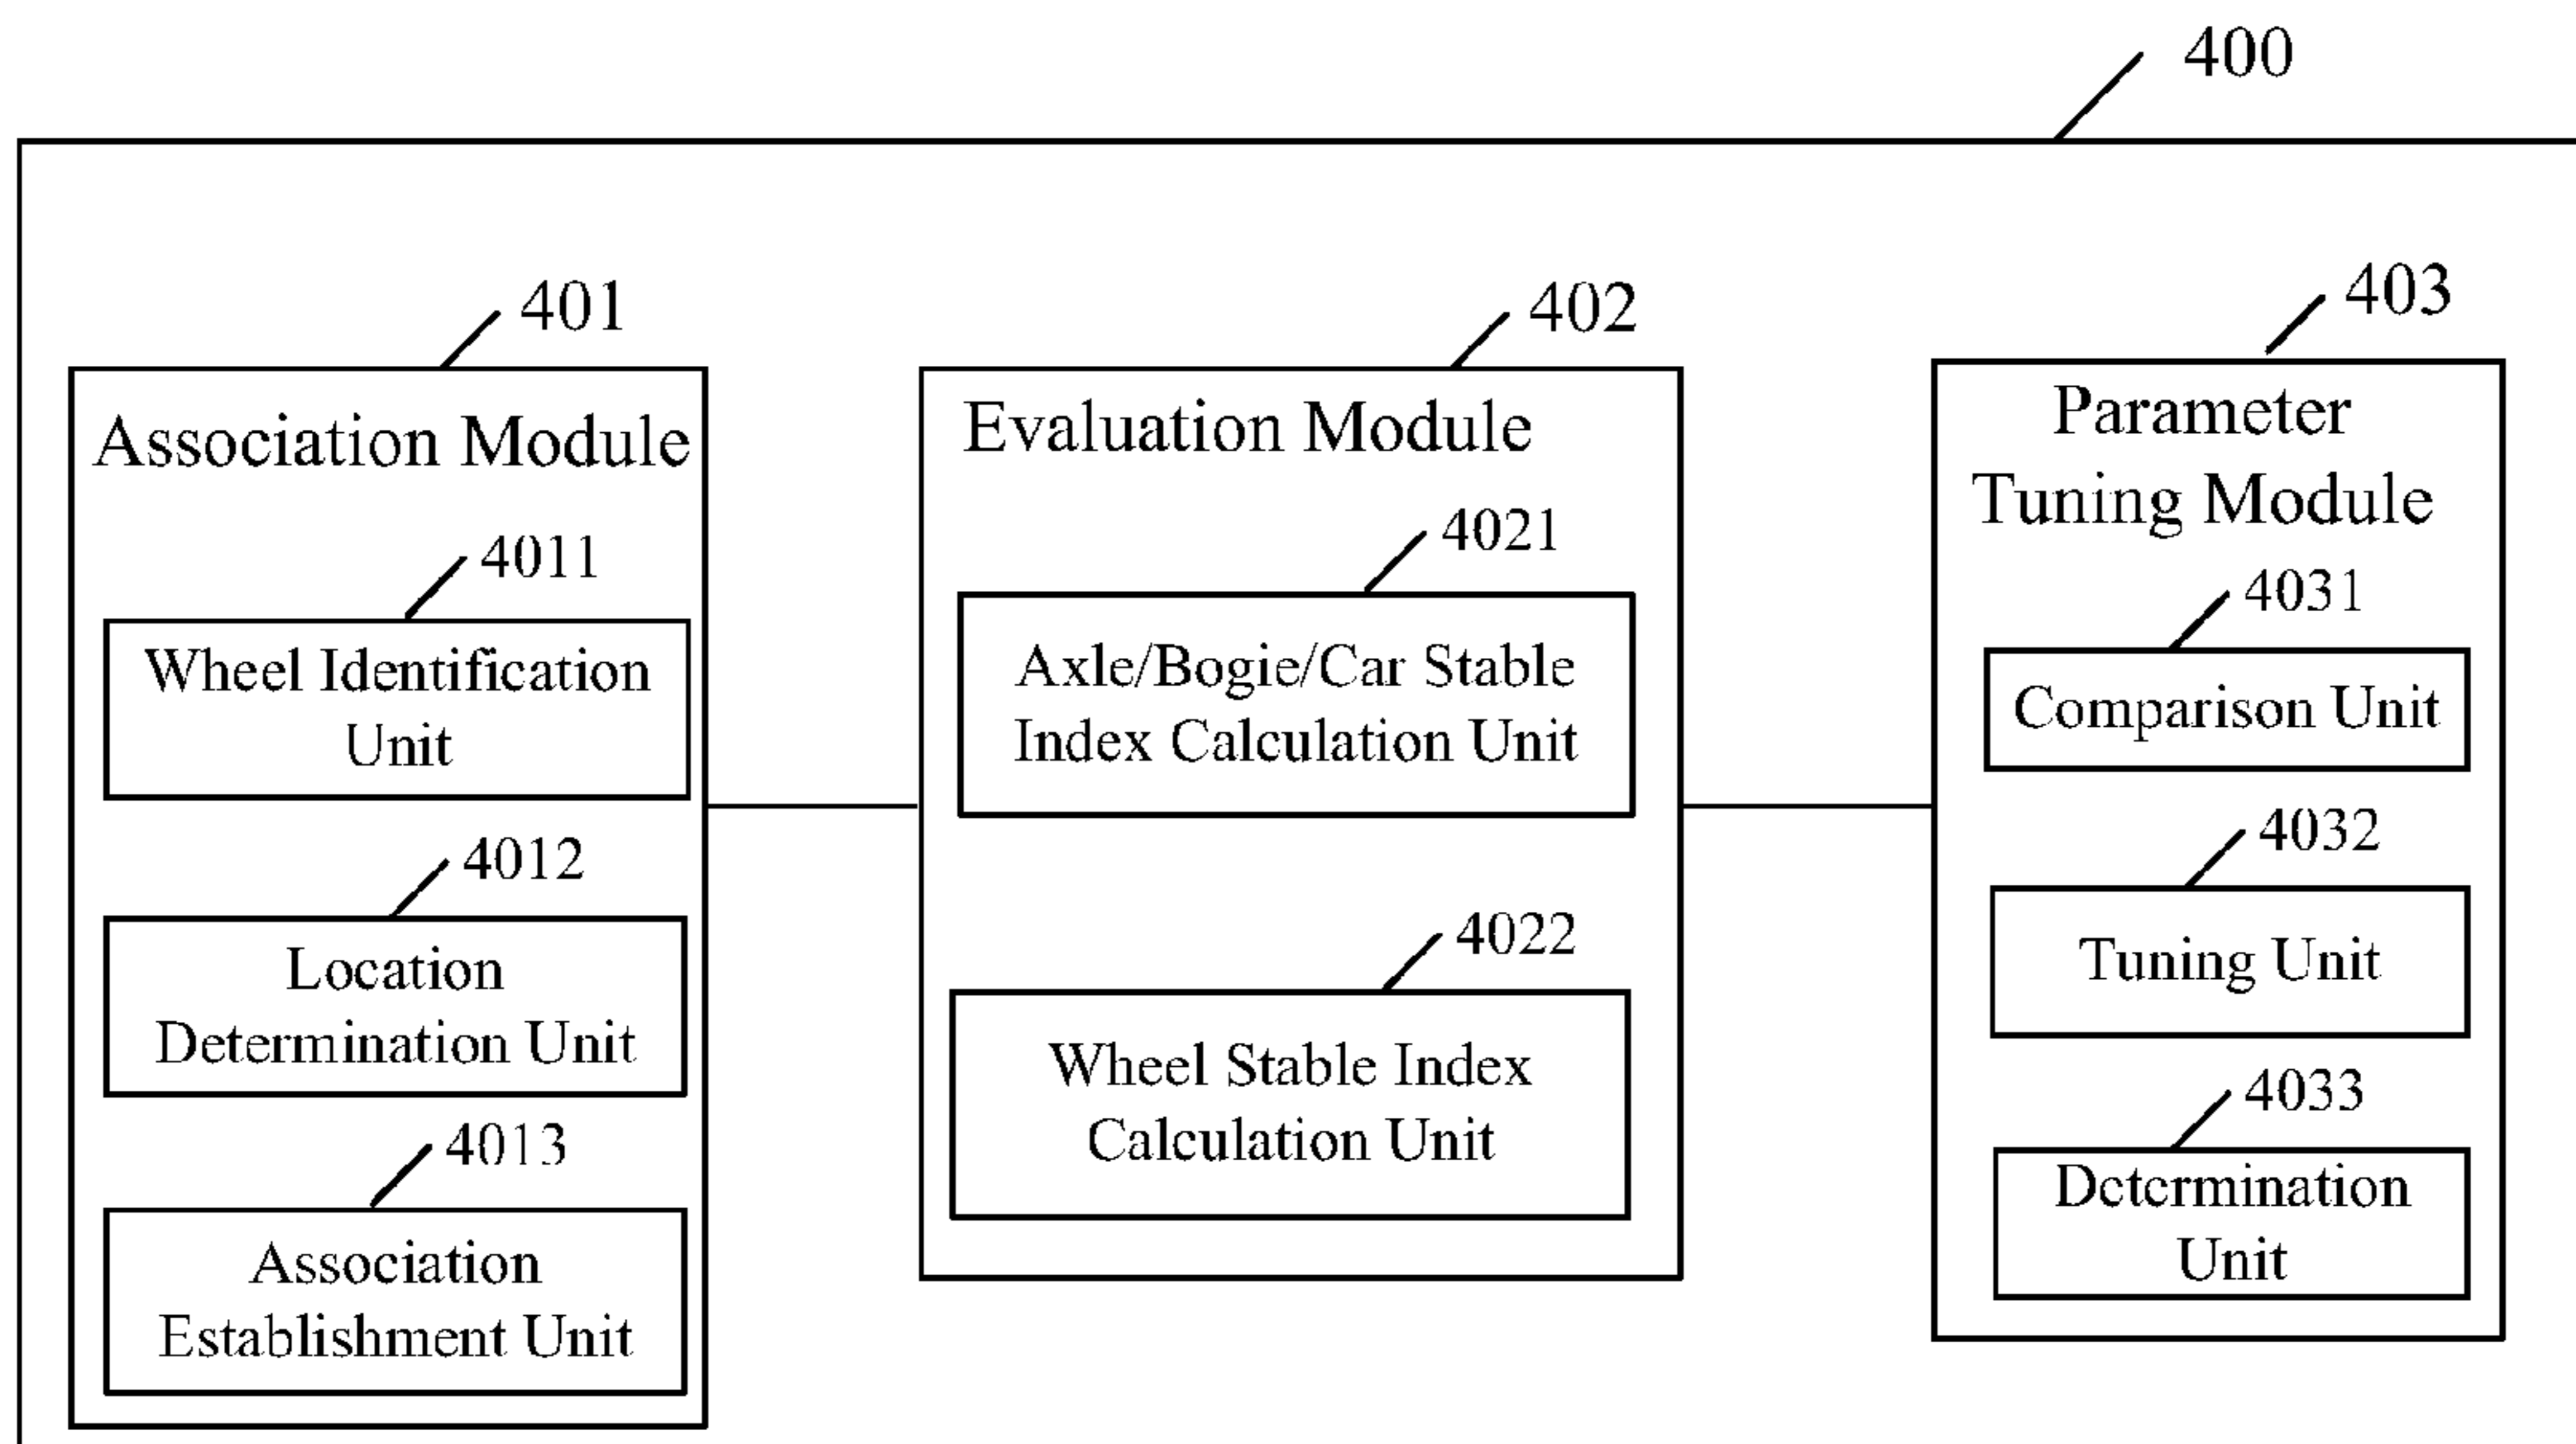 400
401
Association Module
4011
Wheel Identification
Unit
4012
Location
Determination Unit
4013
Association
Establishment Unit
402
Evaluation Module
4021
Axle/Bogie/Car Stable
Index Calculation Unit
4022
Wheel Stable Index
Calculation Unit
403
Parameter
Tuning Module
4031
Comparison Unit
4032
Tuning Unit
4033
Determination
Unit